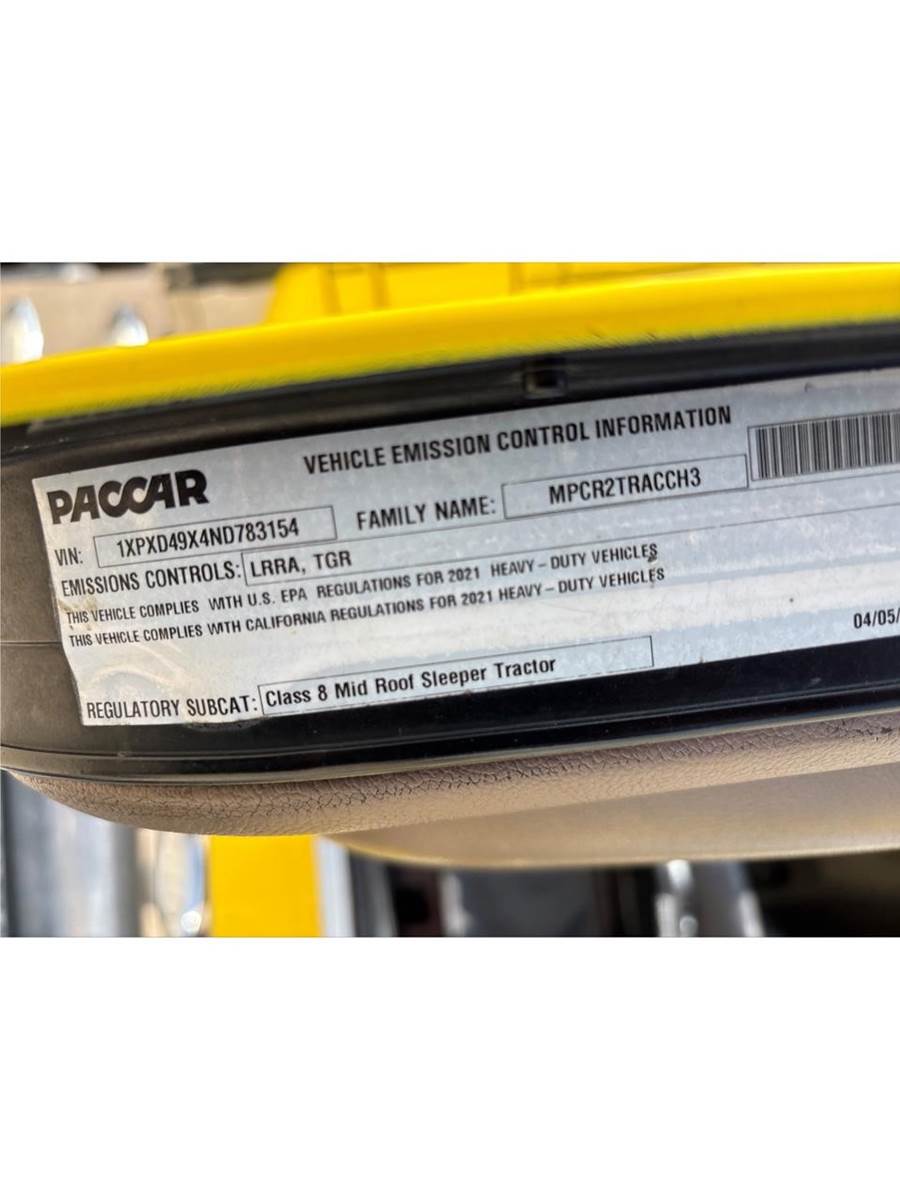 VEHICLE EMISSION CONTROL INFORMATION
PACCAR
VIN: 1XPXD49X4ND783154 FAMILY NAME: MPCR2TRACCH3
EMISSIONS CONTROLS: LRRA, TGR
THIS VEHICLE COMPLIES WITH U.S. EPA REGULATIONS FOR 2021 HEAVY-DUTY VEHICLES
THIS VEHICLE COMPLIES WITH CALIFORNIA REGULATIONS FOR 2021 HEAVY-DUTY VEHICLES
04/05/
REGULATORY SUBCAT: Class 8 Mid Roof Sleeper Tractor